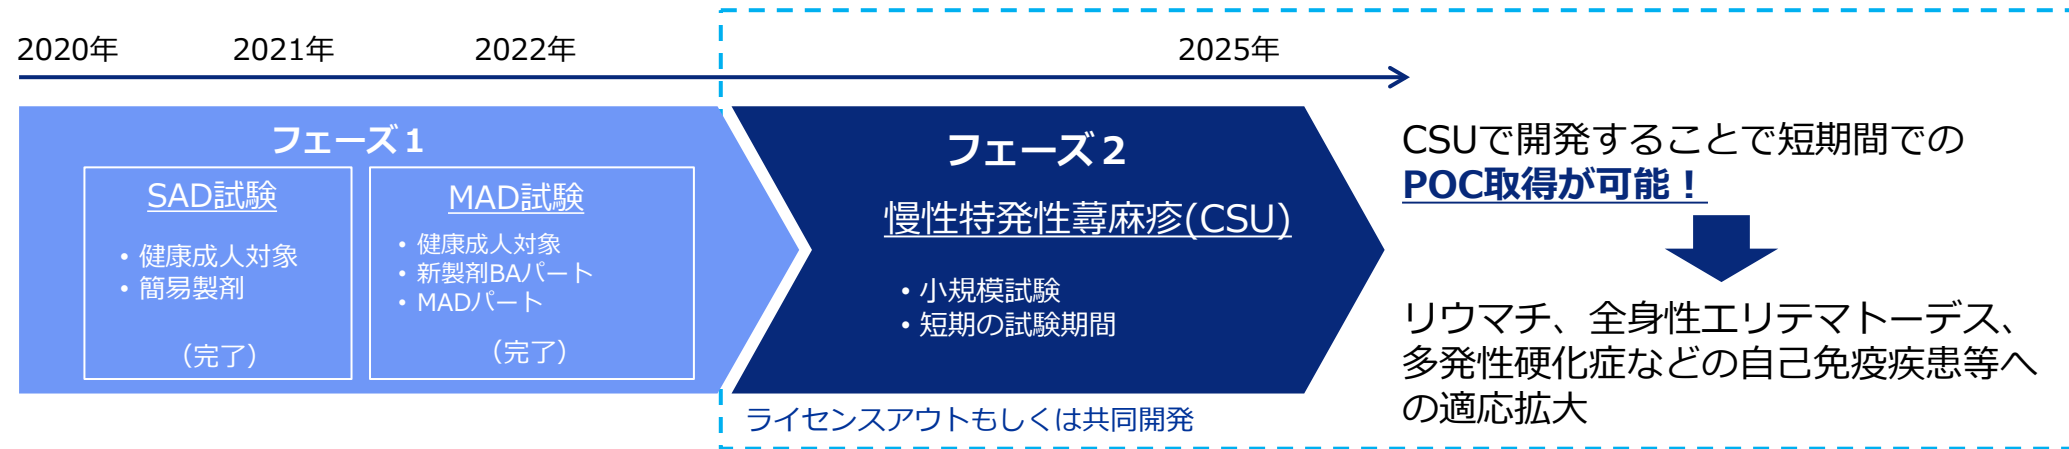 2020年 2021年 2022年 2025年
フェーズ１
SAD試験
・健康成人対象
・簡易製剤
（完了）
MAD試験
・健康成人対象
・新製剤BAパート
・MADパート
（完了）
フェーズ２
慢性特発性蕁麻疹(CSU)
・小規模試験
・短期の試験期間
ライセンスアウトもしくは共同開発
CSUで開発することで短期間での
POC取得が可能！
リウマチ、全身性エリテマトーデス、
多発性硬化症などの自己免疫疾患等へ
の適応拡大